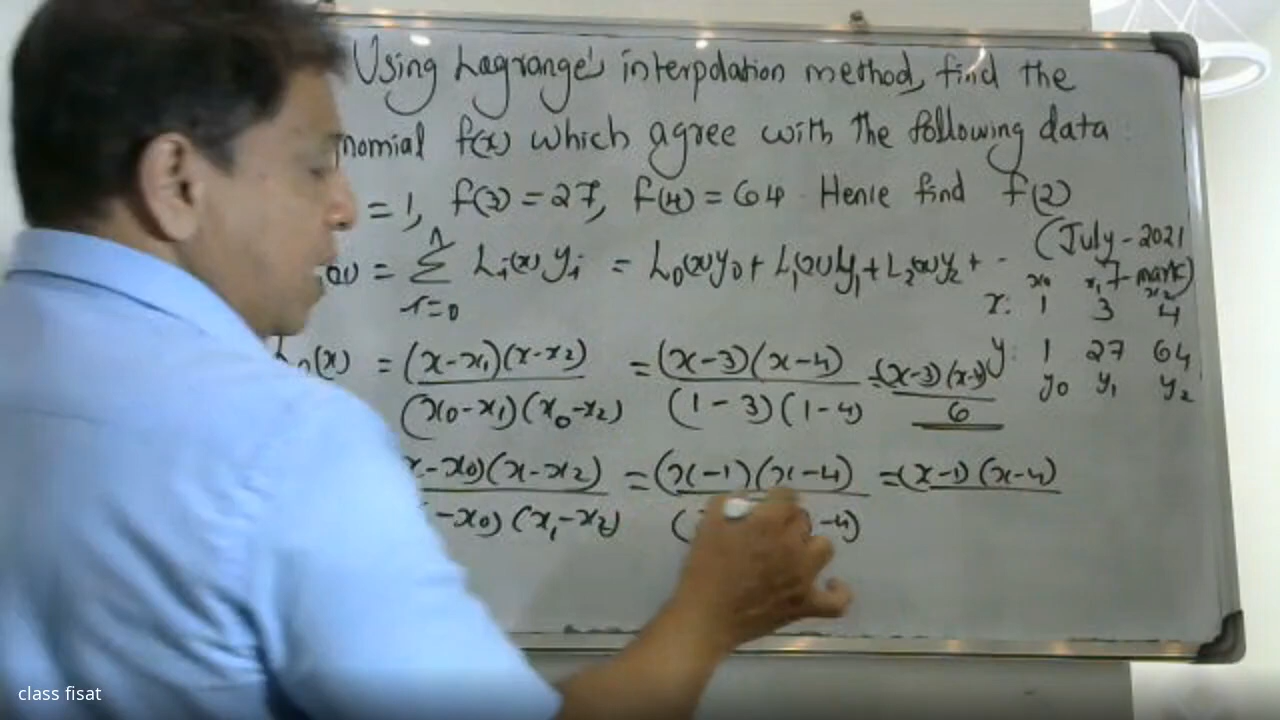 Using Lagrange's interpolation method, find the
nomial f(x) which agree with the following data :
= 1, f(3) = 27, f(4) = 64 . Hence find f(2)
(July - 2021
7 mark)
= Σ Li(x) yi = L0(x)y0 + L1(x)y1 + L2(x)y2 + - -
n
i=0
x0 x1 x2
x: 1 3 4
y: 1 27 64
y0 y1 y2
(x) = (x-x1)(x-x2) = (x-3)(x-4) = (x-3)(x-4)
(x0-x1)(x0-x2) (1-3)(1-4) 6
x-x0)(x-x2) = (x-1)(x-4) = (x-1)(x-4)
-x0)(x1-x2) ( -4)
class fisat